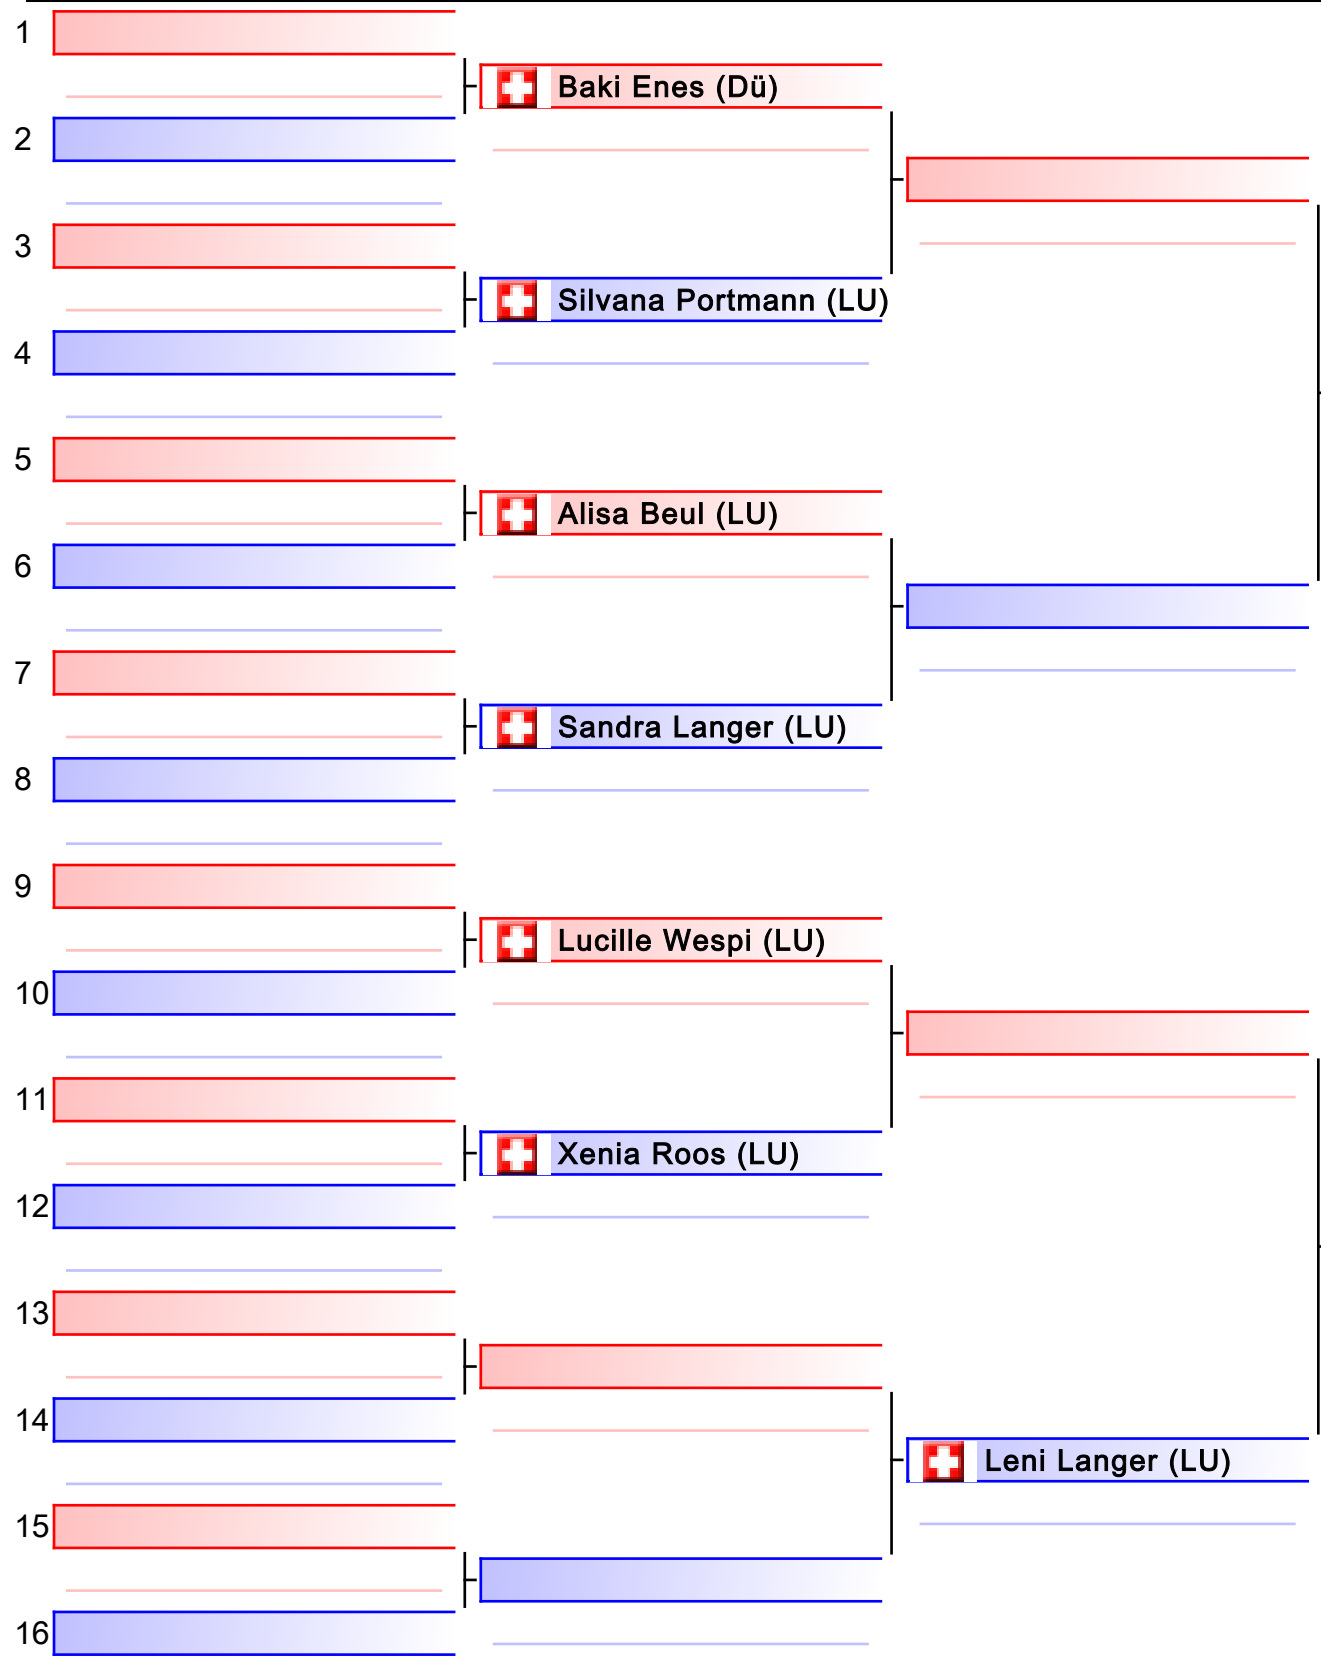 1
Baki Enes (Dü)
2
3
Silvana Portmann (LU)
4
5
Alisa Beul (LU)
6
7
Sandra Langer (LU)
8
9
Lucille Wespi (LU)
10
11
Xenia Roos (LU)
12
13
14
Leni Langer (LU)
15
16